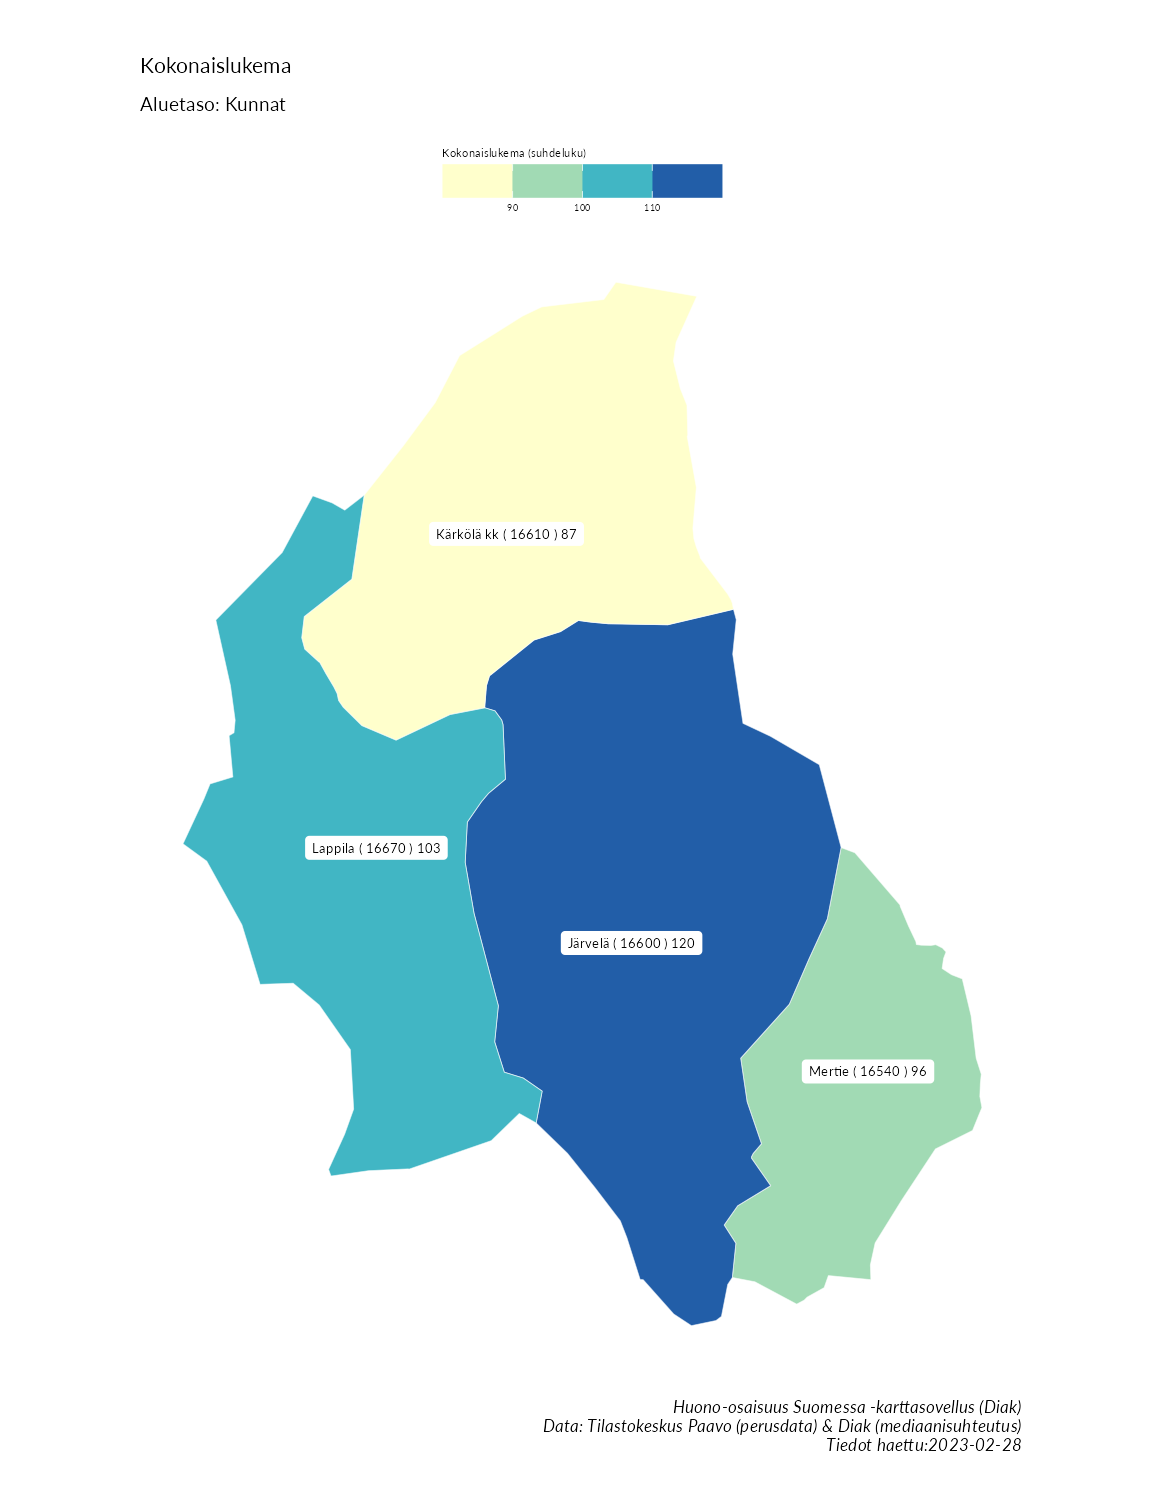 Kokonaislukema
Aluetaso: Kunnat
Kokonaislukema (suhdeluku)
90 100 110
Kärkölä kk ( 16610 ) 87
Lappila ( 16670 ) 103
Järvelä ( 16600 ) 120
Mertie ( 16540 ) 96
Huono-osaisuus Suomessa -karttasovellus (Diak)
Data: Tilastokeskus Paavo (perusdata) & Diak (mediaanisuhteutus)
Tiedot haettu:2023-02-28